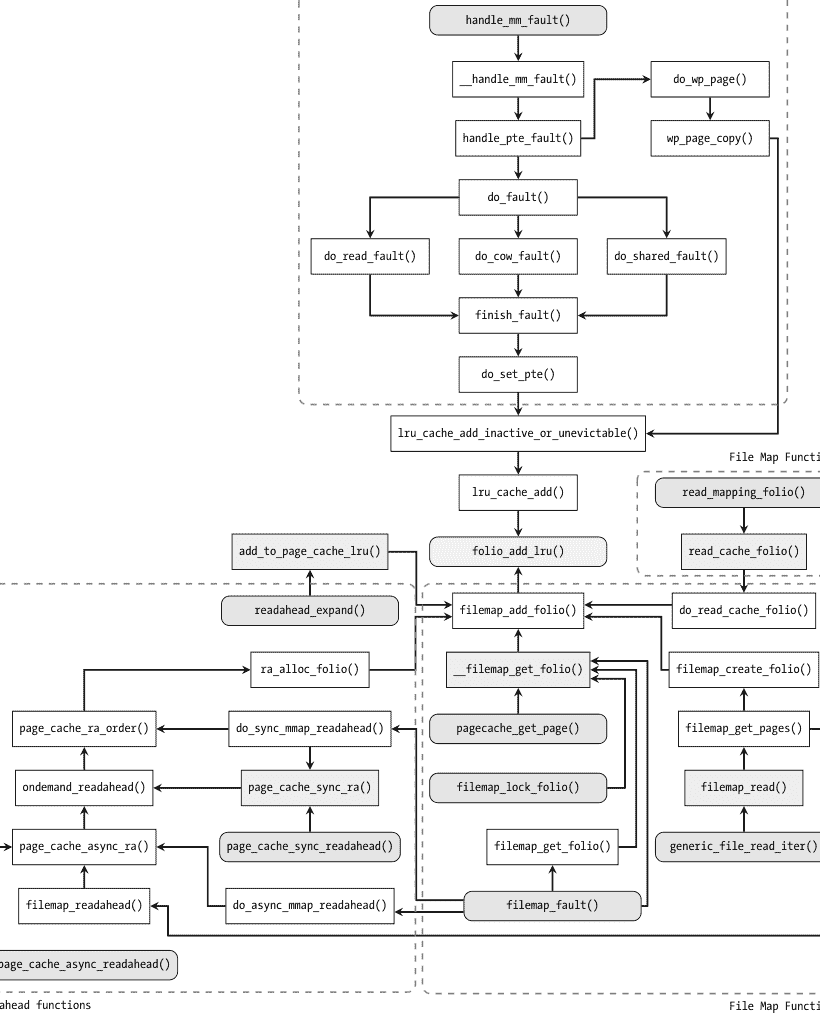 handle_mm_fault()
__handle_mm_fault()
do_wp_page()
handle_pte_fault()
wp_page_copy()
do_fault()
do_read_fault()
do_cow_fault()
do_shared_fault()
finish_fault()
do_set_pte()
lru_cache_add_inactive_or_unevictable()
File Map Functi
lru_cache_add()
read_mapping_folio()
add_to_page_cache_lru()
folio_add_lru()
read_cache_folio()
readahead_expand()
filemap_add_folio()
do_read_cache_folio()
ra_alloc_folio()
__filemap_get_folio()
filemap_create_folio()
page_cache_ra_order()
do_sync_mmap_readahead()
pagecache_get_page()
filemap_get_pages()
ondemand_readahead()
page_cache_sync_ra()
filemap_lock_folio()
filemap_read()
page_cache_async_ra()
page_cache_sync_readahead()
filemap_get_folio()
generic_file_read_iter()
filemap_readahead()
do_async_mmap_readahead()
filemap_fault()
page_cache_async_readahead()
ahead functions
File Map Functi